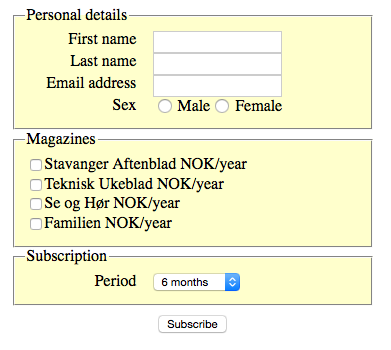 Personal details
First name
Last name
Email address
Sex Male Female
Magazines
Stavanger Aftenblad NOK/year
Teknisk Ukeblad NOK/year
Se og Hør NOK/year
Familien NOK/year
Subscription
Period 6 months
Subscribe